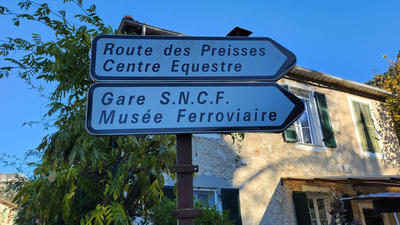 Route des Preisses
Centre Equestre
Gare S.N.C.F.
Musée Ferroviaire